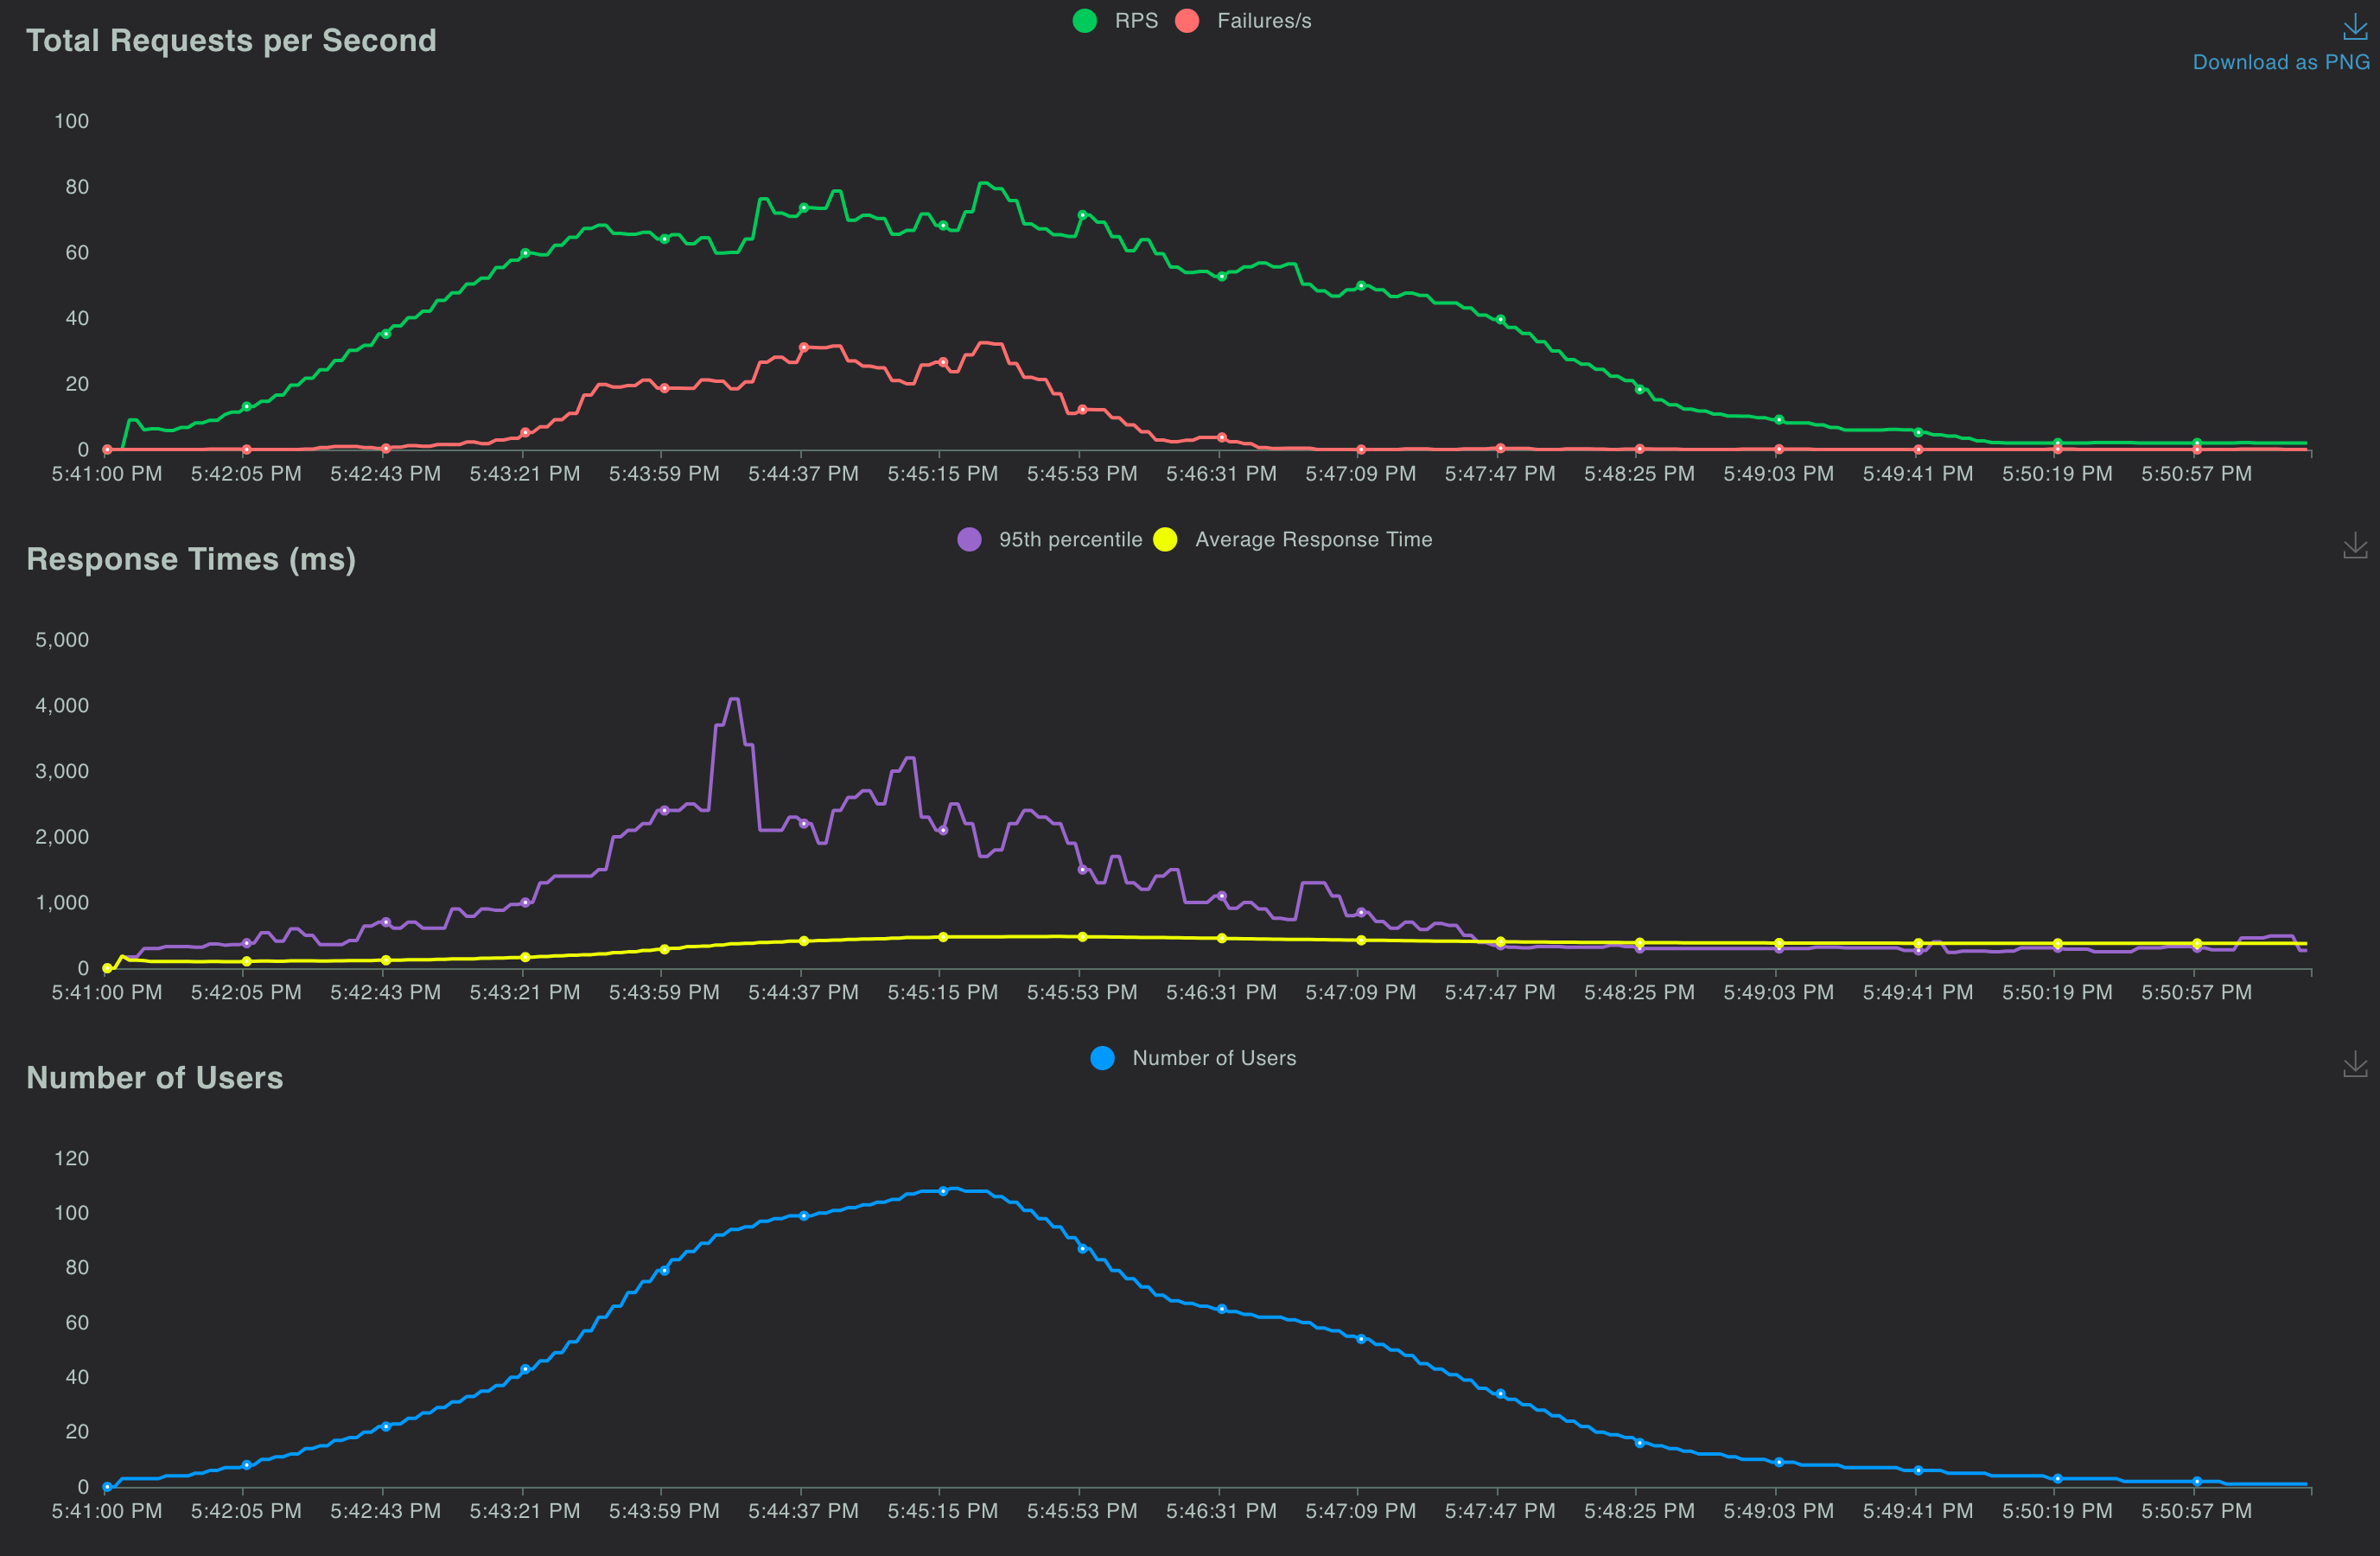 RPS Failures/s
Total Requests per Second
Download as PNG
100
80
60
40
20
0
5:41:00 PM 5:42:05 PM 5:42:43 PM 5:43:21 PM 5:43:59 PM 5:44:37 PM 5:45:15 PM 5:45:53 PM 5:46:31 PM 5:47:09 PM 5:47:47 PM 5:48:25 PM 5:49:03 PM 5:49:41 PM 5:50:19 PM 5:50:57 PM
95th percentile Average Response Time
Response Times (ms)
5,000
4,000
3,000
2,000
1,000
0
5:41:00 PM 5:42:05 PM 5:42:43 PM 5:43:21 PM 5:43:59 PM 5:44:37 PM 5:45:15 PM 5:45:53 PM 5:46:31 PM 5:47:09 PM 5:47:47 PM 5:48:25 PM 5:49:03 PM 5:49:41 PM 5:50:19 PM 5:50:57 PM
Number of Users
Number of Users
120
100
80
60
40
20
0
5:41:00 PM 5:42:05 PM 5:42:43 PM 5:43:21 PM 5:43:59 PM 5:44:37 PM 5:45:15 PM 5:45:53 PM 5:46:31 PM 5:47:09 PM 5:47:47 PM 5:48:25 PM 5:49:03 PM 5:49:41 PM 5:50:19 PM 5:50:57 PM